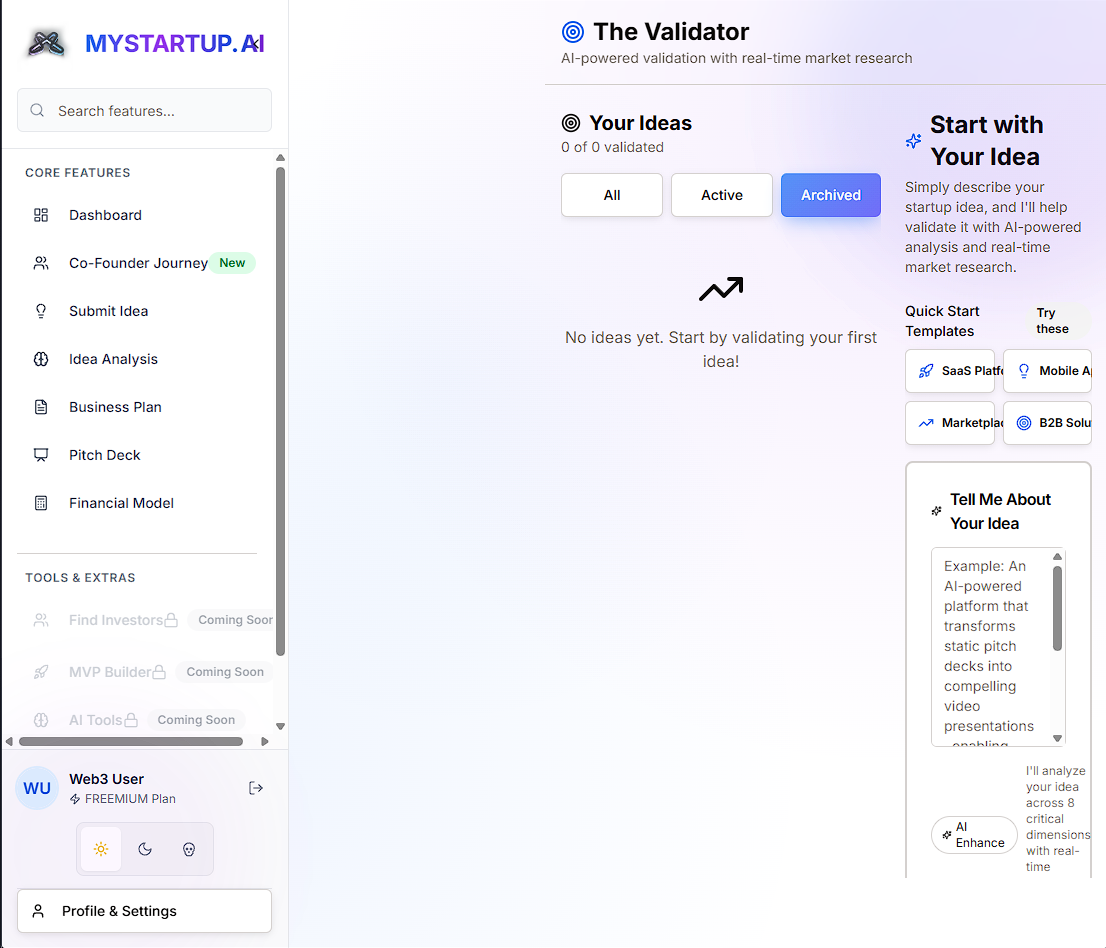 MYSTARTUP.AI
Search features...
CORE FEATURES
Dashboard
Co-Founder Journey New
Submit Idea
Idea Analysis
Business Plan
Pitch Deck
Financial Model
TOOLS & EXTRAS
Find Investors Coming Soon
MVP Builder Coming Soon
AI Tools Coming Soon
WU
Web3 User
FREEMIUM Plan
Profile & Settings
The Validator
AI-powered validation with real-time market research
Your Ideas
0 of 0 validated
All Active Archived
No ideas yet. Start by validating your first
idea!
Start with
Your Idea
Simply describe your
startup idea, and I'll help
validate it with AI-powered
analysis and real-time
market research.
Quick Start
Templates
Try
these
SaaS Platfo
Mobile A
Marketplac
B2B Solu
Tell Me About
Your Idea
Example: An
AI-powered
platform that
transforms
static pitch
decks into
compelling
video
presentations
, enabling
AI
Enhance
I'll analyze
your idea
across 8
critical
dimensions
with real-
time